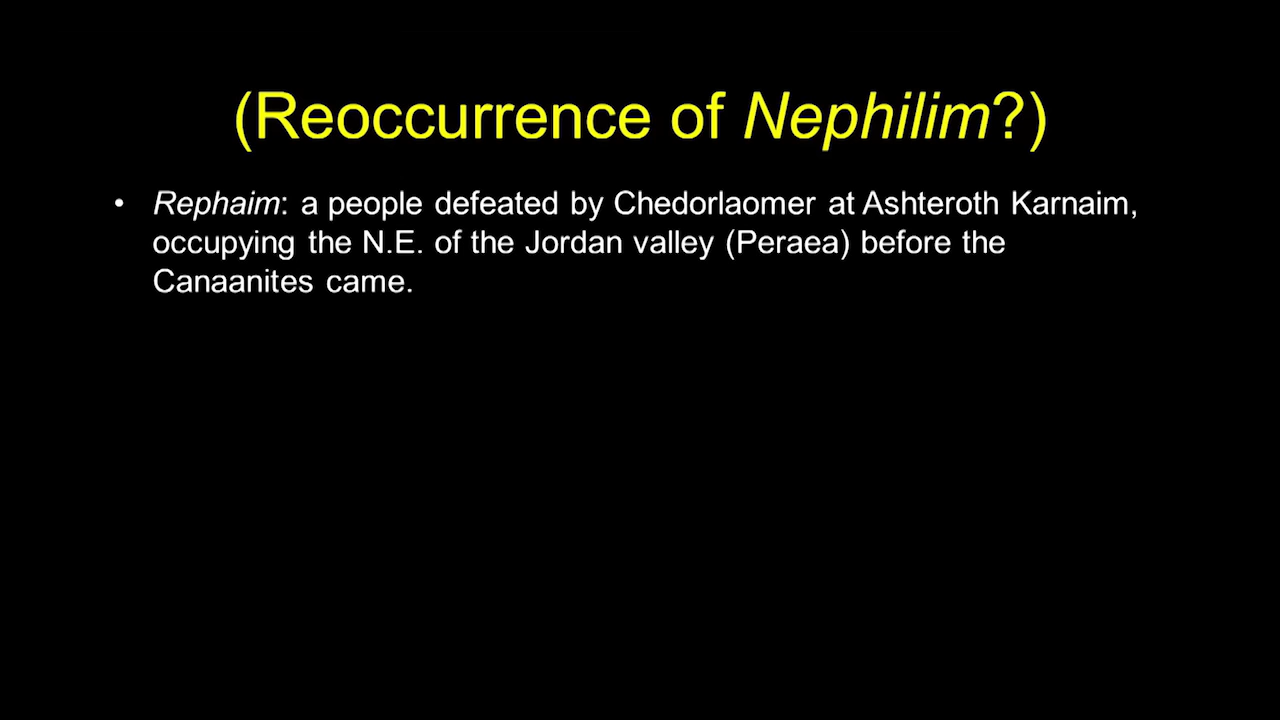 (Reoccurrence of Nephilim?)
• Rephaim: a people defeated by Chedorlaomer at Ashteroth Karnaim,
occupying the N.E. of the Jordan valley (Peraea) before the
Canaanites came.